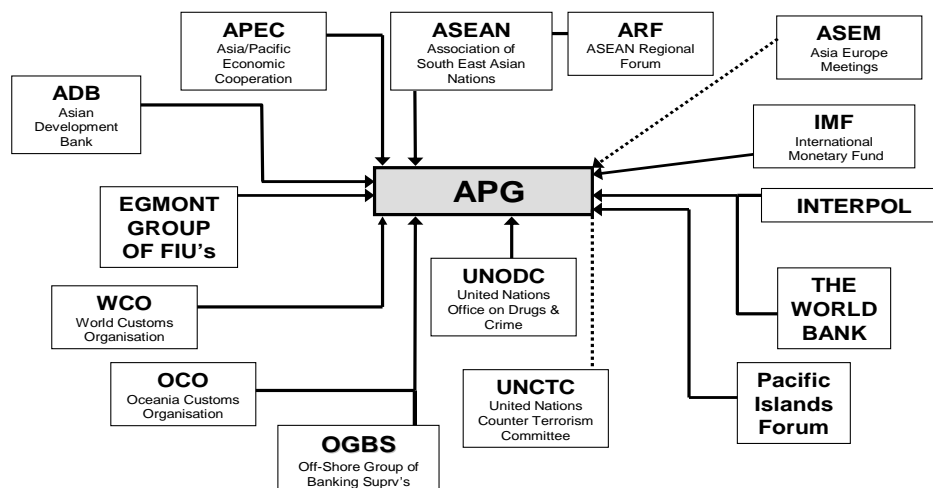 APEC
Asia/Pacific
Economic
Cooperation
ASEAN
Association of
South East Asian
Nations
ARF
ASEAN Regional
Forum
ASEM
Asia Europe
Meetings
ADB
Asian
Development
Bank
IMF
International
Monetary Fund
APG
EGMONT
GROUP
OF FIU's
INTERPOL
WCO
World Customs
Organisation
UNODC
United Nations
Office on Drugs &
Crime
THE
WORLD
BANK
OCO
Oceania Customs
Organisation
UNCTC
United Nations
Counter Terrorism
Committee
Pacific
Islands
Forum
OGBS
Off-Shore Group of
Banking Suprv's